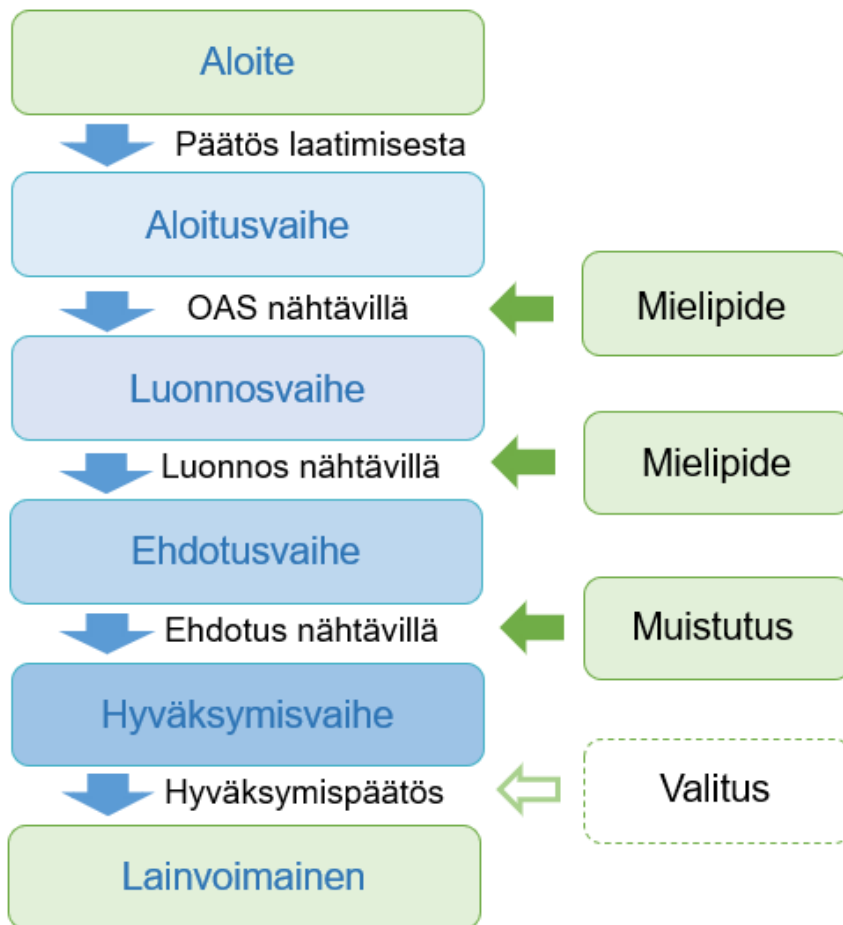 Aloite
Päätös laatimisesta
Aloitusvaihe
OAS nähtävillä
Mielipide
Luonnosvaihe
Luonnos nähtävillä
Mielipide
Ehdotusvaihe
Ehdotus nähtävillä
Muistutus
Hyväksymisvaihe
Hyväksymispäätös
Valitus
Lainvoimainen